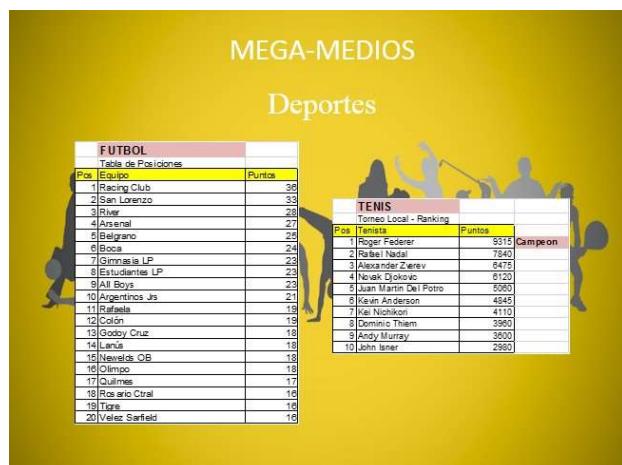 MEGA-MEDIOS
Deportes
FUTBOL
Tabla de Posiciones
Pos Equipo Puntos
1 Racing Club 36
2 San Lorenzo 33
3 River 28
4 Arsenal 27
5 Belgrano 25
6 Boca 24
7 Gimnasia LP 23
8 Estudiantes LP 23
9 All Boys 23
10 Argentinos Jrs 21
11 Rafaela 19
12 Colón 19
13 Godoy Cruz 18
14 Lanús 18
15 Newelds OB 18
16 Olimpo 18
17 Quilmes 17
18 Rosario Ctral 16
19 Tigre 16
20 Velez Sarfield 16
TENIS
Torneo Local - Ranking
Pos Tenista Puntos
1 Roger Federer 9315 Campeon
2 Rafael Nadal 7840
3 Alexander Zverev 6475
4 Novak Djokovic 6120
5 Juan Martin Del Potro 5060
6 Kevin Anderson 4845
7 Kei Nichikori 4110
8 Dominic Thiem 3960
9 Andy Murray 3600
10 John Isner 2980